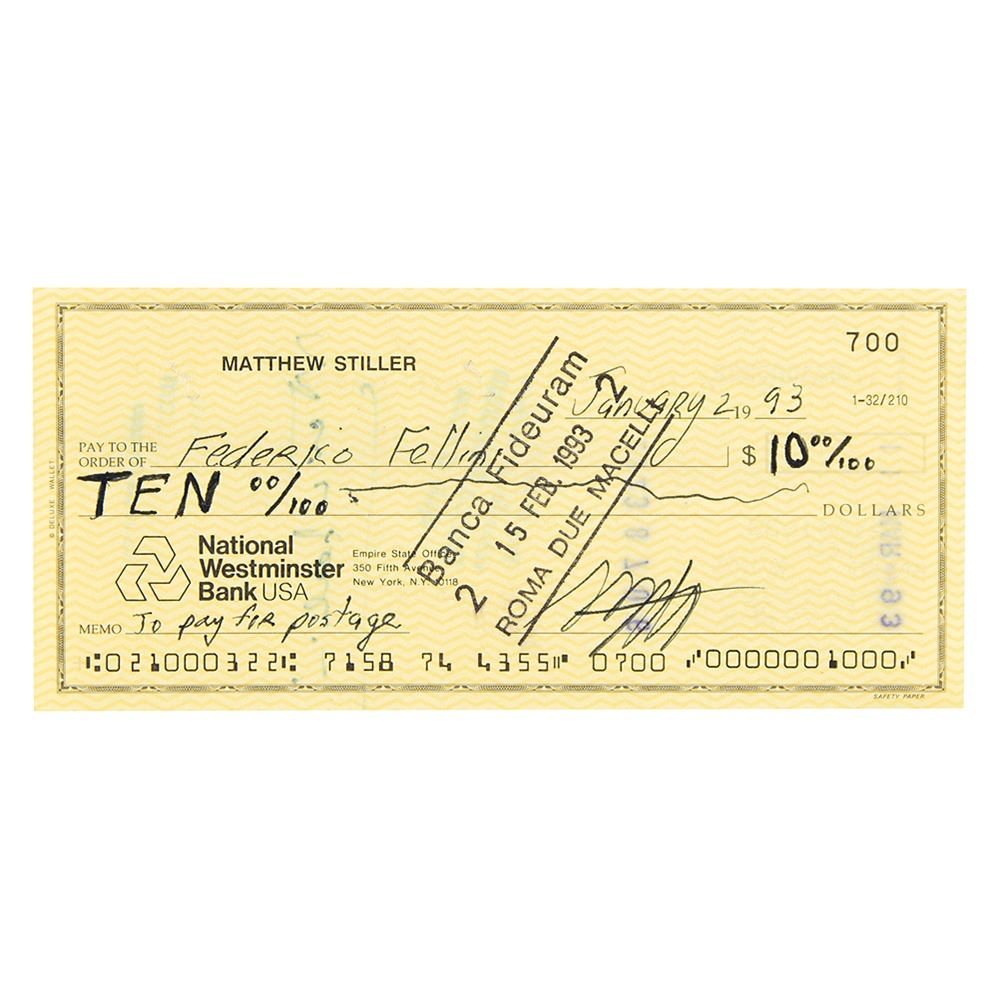 MATTHEW STILLER
700
January 2 19 93
1-32/210
PAY TO THE
ORDER OF Federico Fellini $ 10 00/100
TEN 00/100 DOLLARS
National
Westminster
Bank USA
Empire State Office
350 Fifth Avenue
New York, N.Y. 10118
MEMO To pay for postage
⑆021000322⑆ 7158 74 4355⑈ 0700 ⑇0000001000⑇
Banca Fideuram
2 15 FEB. 1993 2
ROMA DUE MACELLI
© DELUXE WALLET
SAFETY PAPER